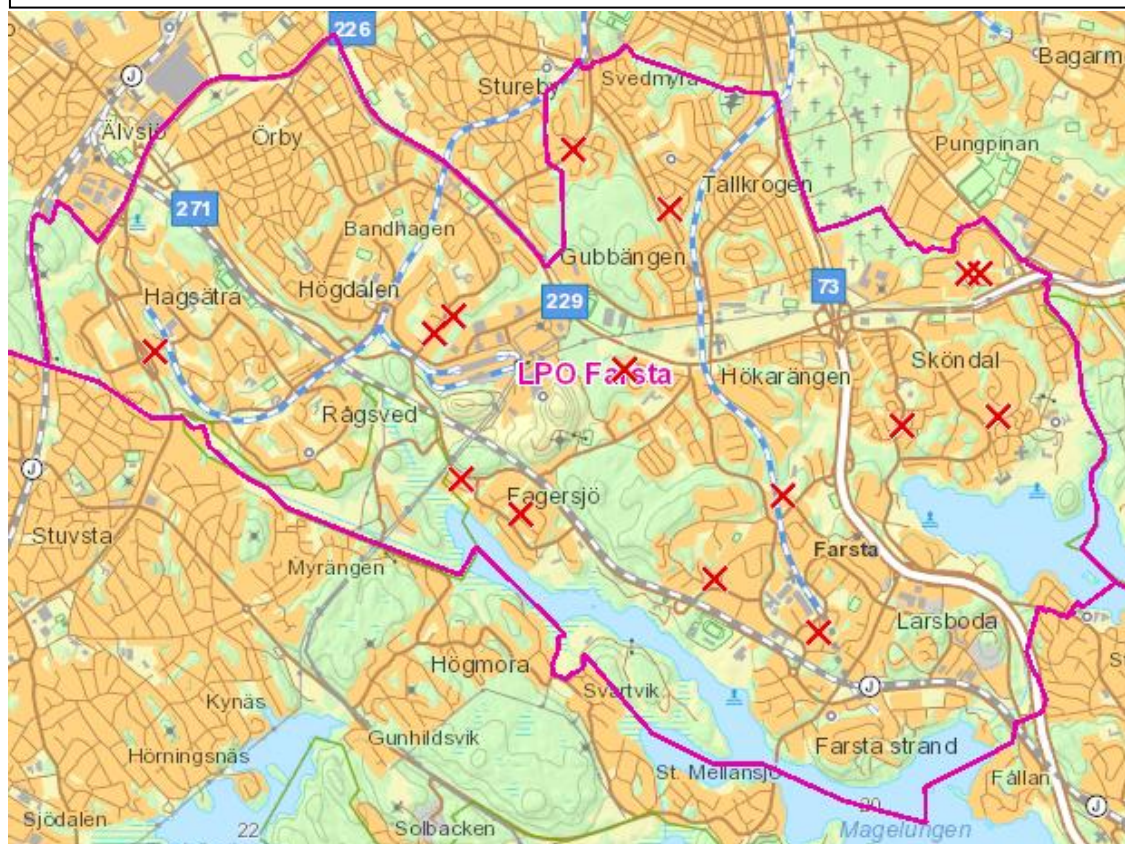 226
Bagarm
Stureby
Svedmyra
Älvsjö
Örby
Pungpinan
Tallkrogen
271
Bandhagen
Gubbängen
Hagsätra
Högdalen
229
73
Sköndal
LPO Farsta
Hökarängen
Rågsved
Fagersjö
Stuvsta
Farsta
Myrängen
Larsboda
Högmora
Svartvik
Kynäs
Gunhildsvik
Hörningsnäs
Farsta strand
St. Mellansjö
Fållan
Sjödalen
22
Solbacken
20
Magelungen
J
J
J
J